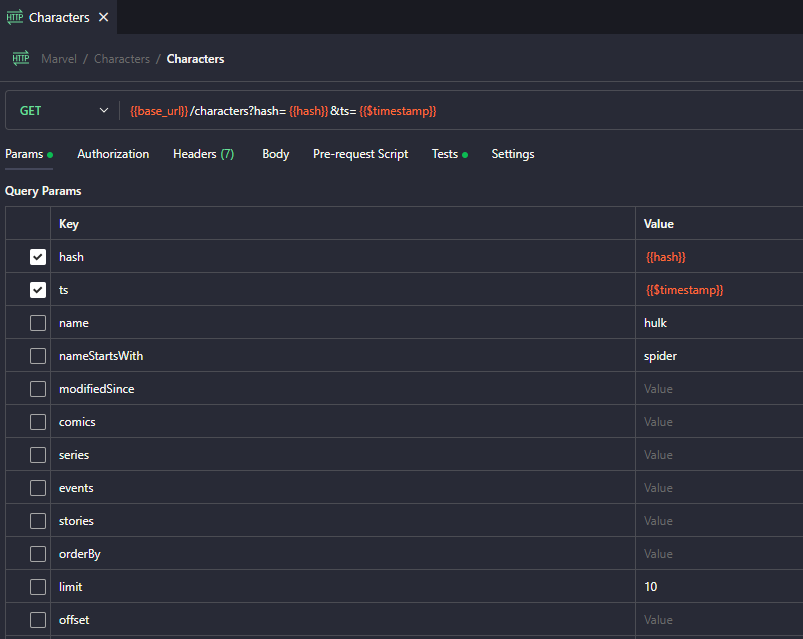 HTTP Characters
HTTP Marvel / Characters / Characters
GET {{base_url}}/characters?hash={{hash}}&ts={{$timestamp}}
Params Authorization Headers (7) Body Pre-request Script Tests Settings
Query Params
Key Value
hash {{hash}}
ts {{$timestamp}}
name hulk
nameStartsWith spider
modifiedSince Value
comics Value
series Value
events Value
stories Value
orderBy Value
limit 10
offset Value